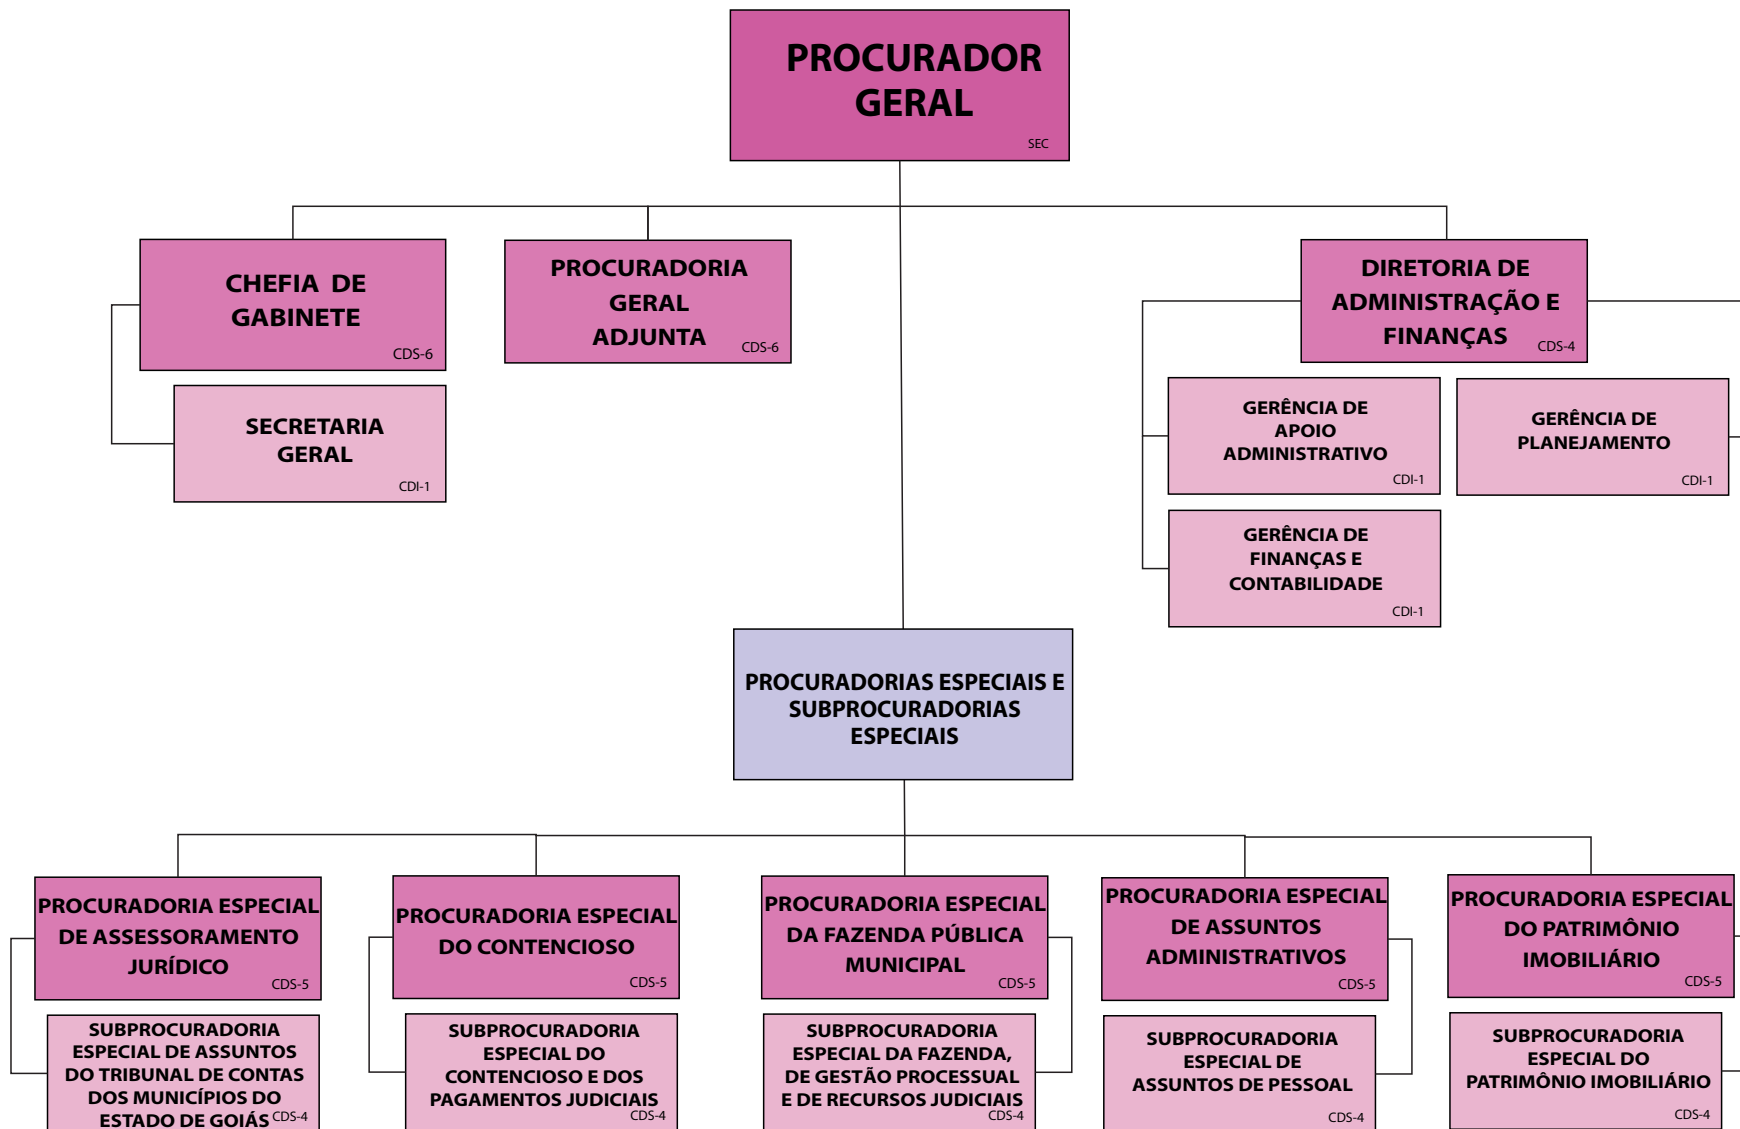 PROCURADOR
GERAL
SEC
CHEFIA DE
GABINETE
CDS-6
PROCURADORIA
GERAL
ADJUNTA
CDS-6
DIRETORIA DE
ADMINISTRAÇÃO E
FINANÇAS
CDS-4
SECRETARIA
GERAL
CDI-1
GERÊNCIA DE
APOIO
ADMINISTRATIVO
CDI-1
GERÊNCIA DE
PLANEJAMENTO
CDI-1
GERÊNCIA DE
FINANÇAS E
CONTABILIDADE
CDI-1
PROCURADORIAS ESPECIAIS E
SUBPROCURADORIAS
ESPECIAIS
PROCURADORIA ESPECIAL
DE ASSESSORAMENTO
JURÍDICO
CDS-5
PROCURADORIA ESPECIAL
DO CONTENCIOSO
CDS-5
PROCURADORIA ESPECIAL
DA FAZENDA PÚBLICA
MUNICIPAL
CDS-5
PROCURADORIA ESPECIAL
DE ASSUNTOS
ADMINISTRATIVOS
CDS-5
PROCURADORIA ESPECIAL
DO PATRIMÔNIO
IMOBILIÁRIO
CDS-5
SUBPROCURADORIA
ESPECIAL DE ASSUNTOS
DO TRIBUNAL DE CONTAS
DOS MUNICÍPIOS DO
ESTADO DE GOIÁS
CDS-4
SUBPROCURADORIA
ESPECIAL DO
CONTENCIOSO E DOS
PAGAMENTOS JUDICIAIS
CDS-4
SUBPROCURADORIA
ESPECIAL DA FAZENDA,
DE GESTÃO PROCESSUAL
E DE RECURSOS JUDICIAIS
CDS-4
SUBPROCURADORIA
ESPECIAL DE
ASSUNTOS DE PESSOAL
CDS-4
SUBPROCURADORIA
ESPECIAL DO
PATRIMÔNIO IMOBILIÁRIO
CDS-4